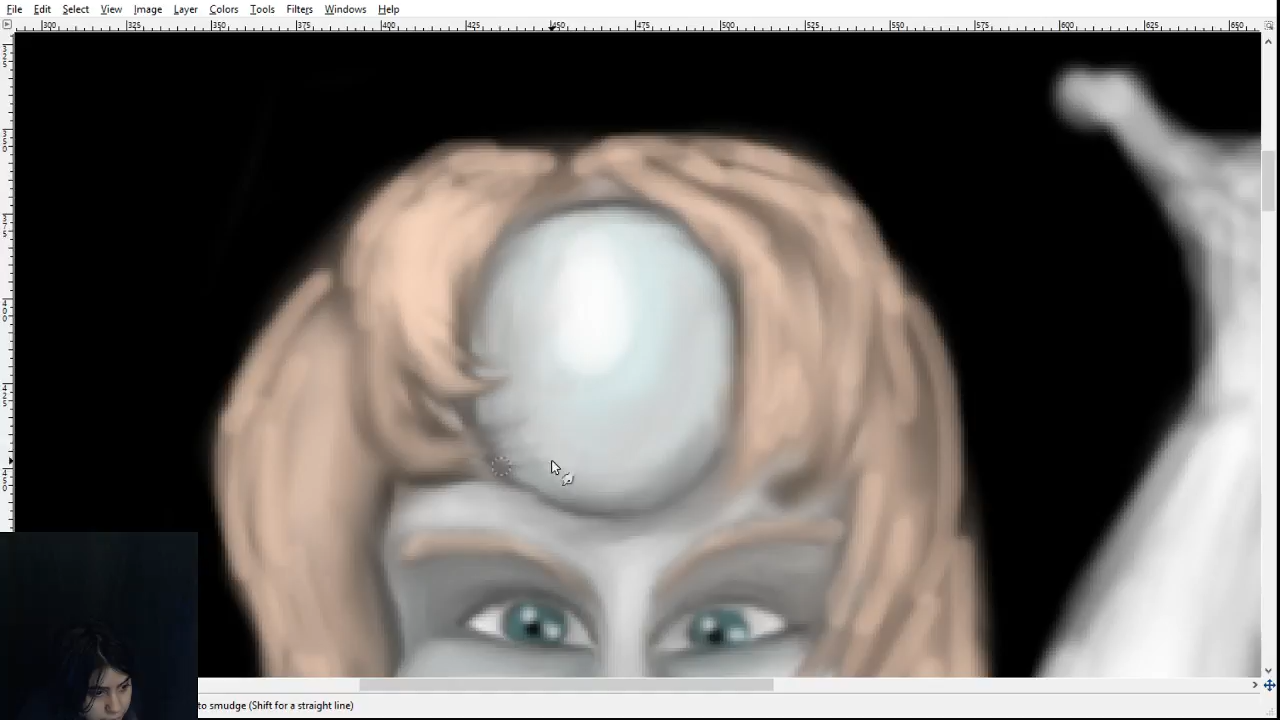 File Edit Select View Image Layer Colors Tools Filters Windows Help
300 325 350 375 400 425 450 475 500 525 550 575 600 625 650
to smudge (Shift for a straight line)